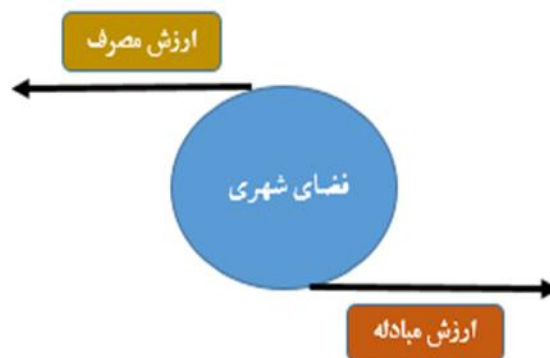 ارزش مصرف
فضای شهری
ارزش مبادله